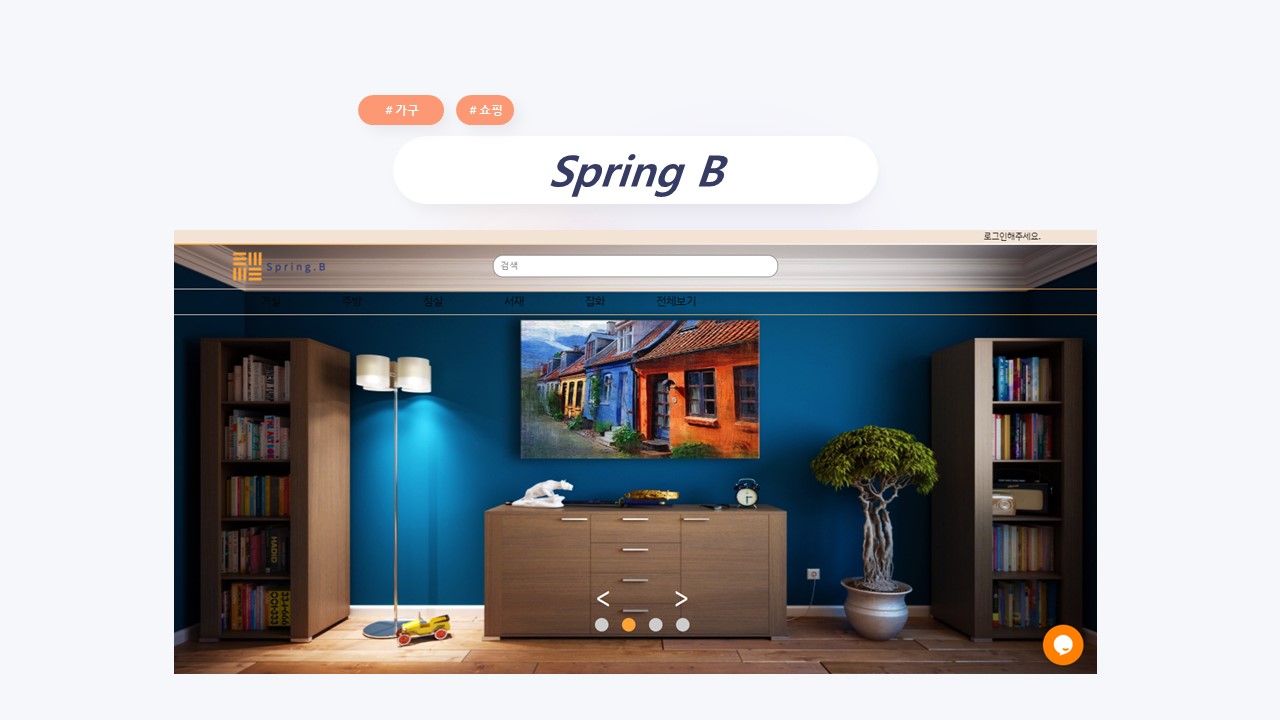 # 가구 # 쇼핑
Spring B
로그인해주세요.
Spring.B 검색
거실 주방 침실 서재 잡화 전체보기
< >